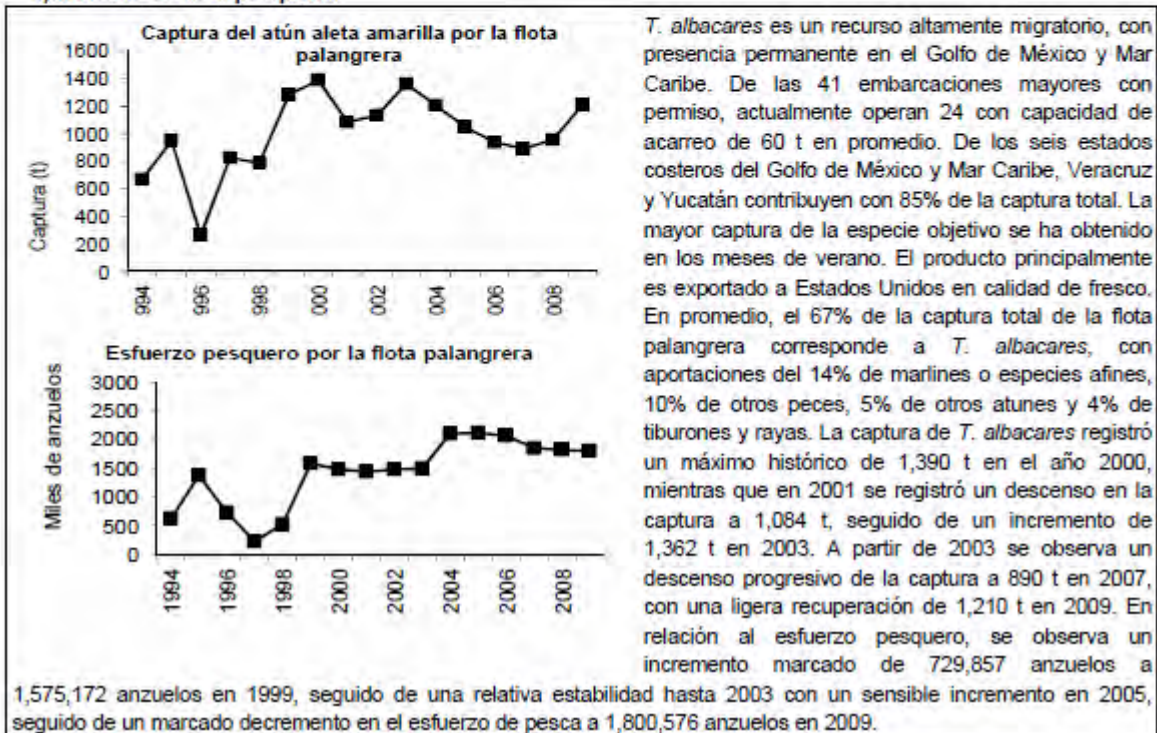 Captura del atún aleta amarilla por la flota
palangrera
Captura (t)
1600
1400
1200
1000
800
600
400
200
0
994
996
998
000
002
004
006
008
Esfuerzo pesquero por la flota palangrera
Miles de anzuelos
3000
2500
2000
1500
1000
500
0
1994
1996
1998
2000
2002
2004
2006
2008
T. albacares es un recurso altamente migratorio, con
presencia permanente en el Golfo de México y Mar
Caribe. De las 41 embarcaciones mayores con
permiso, actualmente operan 24 con capacidad de
acarreo de 60 t en promedio. De los seis estados
costeros del Golfo de México y Mar Caribe, Veracruz
y Yucatán contribuyen con 85% de la captura total. La
mayor captura de la especie objetivo se ha obtenido
en los meses de verano. El producto principalmente
es exportado a Estados Unidos en calidad de fresco.
En promedio, el 67% de la captura total de la flota
palangrera corresponde a T. albacares, con
aportaciones del 14% de marlines o especies afines,
10% de otros peces, 5% de otros atunes y 4% de
tiburones y rayas. La captura de T. albacares registró
un máximo histórico de 1,390 t en el año 2000,
mientras que en 2001 se registró un descenso en la
captura a 1,084 t, seguido de un incremento de
1,362 t en 2003. A partir de 2003 se observa un
descenso progresivo de la captura a 890 t en 2007,
con una ligera recuperación de 1,210 t en 2009. En
relación al esfuerzo pesquero, se observa un
incremento marcado de 729,857 anzuelos a
1,575,172 anzuelos en 1999, seguido de una relativa estabilidad hasta 2003 con un sensible incremento en 2005,
seguido de un marcado decremento en el esfuerzo de pesca a 1,800,576 anzuelos en 2009.